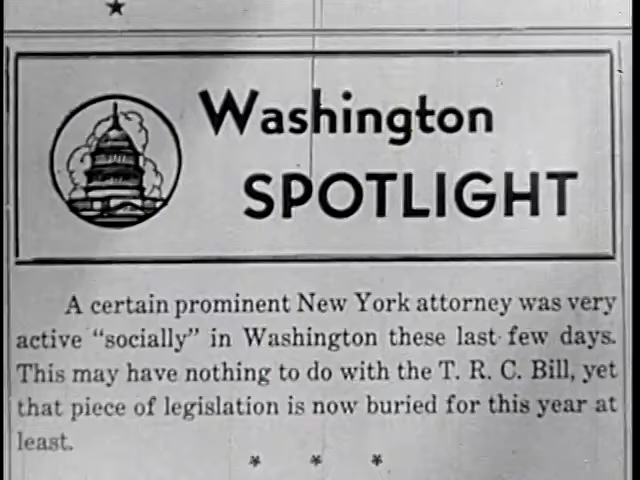 Washington
SPOTLIGHT
A certain prominent New York attorney was very
active "socially" in Washington these last few days.
This may have nothing to do with the T. R. C. Bill, yet
that piece of legislation is now buried for this year at
least.
* * *